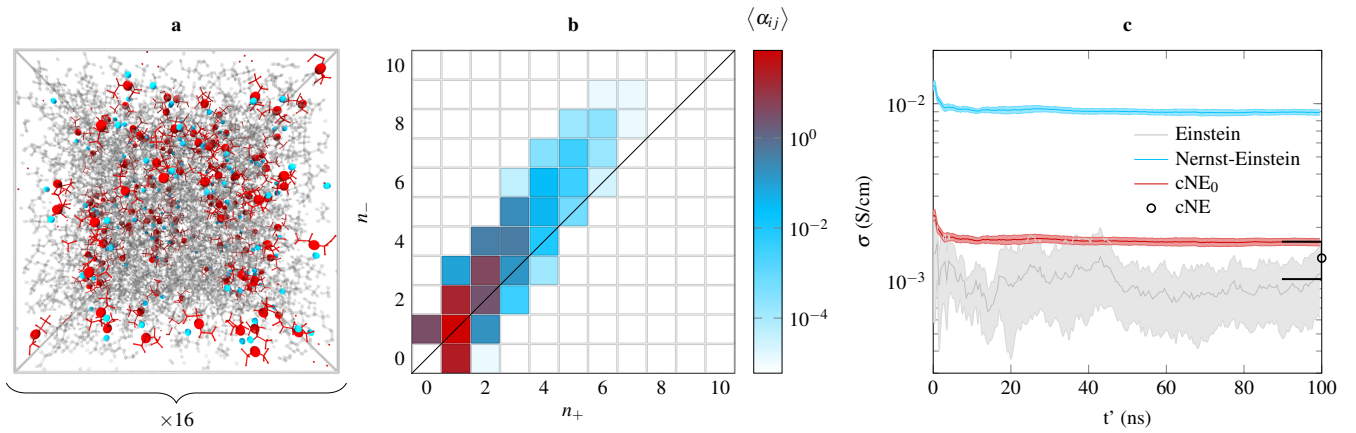 a
×16
b
⟨α_ij⟩
10
8
6
4
2
0
n_−
0 2 4 6 8 10
n_+
10^0
10^−2
10^−4
c
10^−2
10^−3
σ (S/cm)
Einstein
Nernst-Einstein
cNE_0
cNE
0 20 40 60 80 100
t’ (ns)